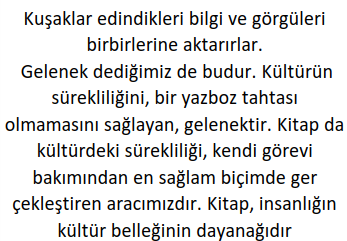 Kuşaklar edindikleri bilgi ve görgüleri
birbirlerine aktarırlar.
Gelenek dediğimiz de budur. Kültürün
sürekliliğini, bir yazboz tahtası
olmamasını sağlayan, gelenektir. Kitap da
kültürdeki sürekliliği, kendi görevi
bakımından en sağlam biçimde ger
çekleştiren aracımızdır. Kitap, insanlığın
kültür belleğinin dayanağıdır